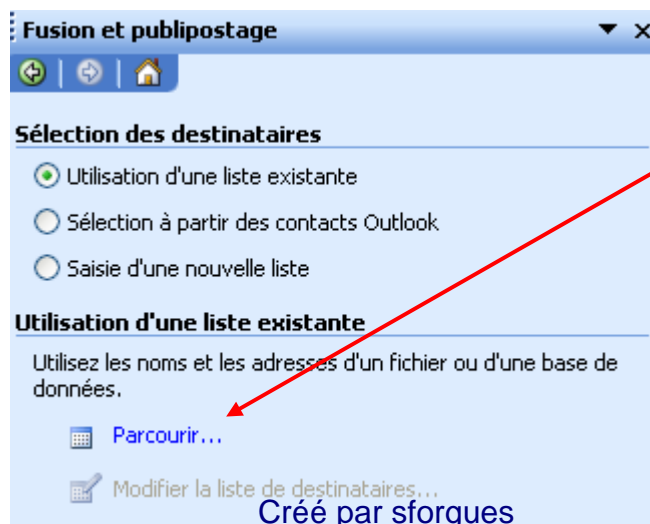 Fusion et publipostage
Sélection des destinataires
Utilisation d'une liste existante
Sélection à partir des contacts Outlook
Saisie d'une nouvelle liste
Utilisation d'une liste existante
Utilisez les noms et les adresses d'un fichier ou d'une base de
données.
Parcourir...
Modifier la liste de destinataires...
Créé par sforgues